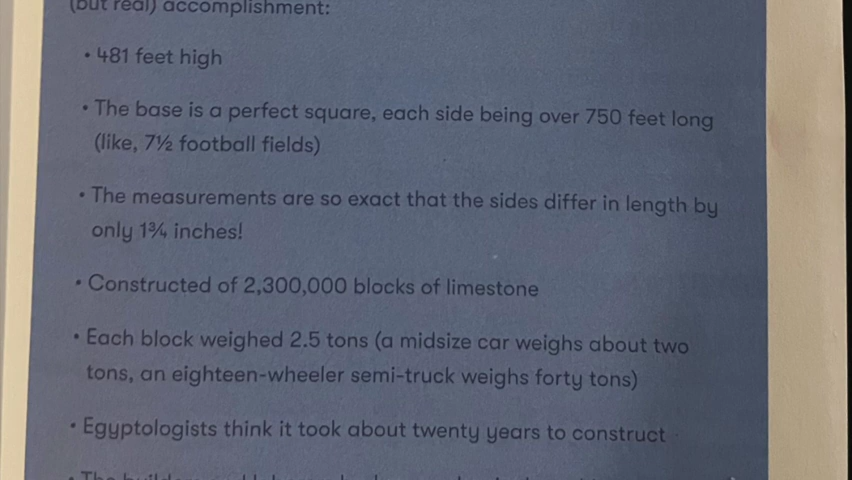 (but real) accomplishment:
• 481 feet high
• The base is a perfect square, each side being over 750 feet long
(like, 7½ football fields)
• The measurements are so exact that the sides differ in length by
only 1¾ inches!
• Constructed of 2,300,000 blocks of limestone
• Each block weighed 2.5 tons (a midsize car weighs about two
tons, an eighteen-wheeler semi-truck weighs forty tons)
• Egyptologists think it took about twenty years to construct
• The